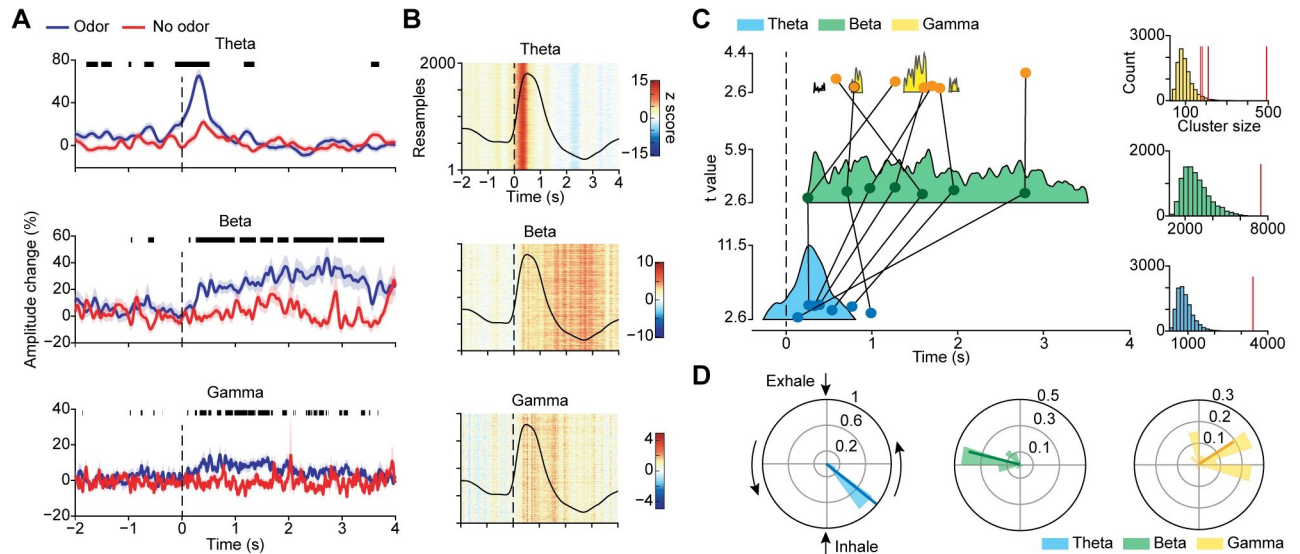 A
Odor No odor
Theta
80
40
0
Beta
60
40
20
0
−20
Amplitude change (%)
Gamma
40
20
0
−20
−2 −1 0 1 2 3 4
Time (s)
B
Theta
2000
Resamples
1
−2 −1 0 1 2 3 4
Time (s)
15
0
−15
z score
Beta
10
0
−10
Gamma
4
0
−4
C
Theta Beta Gamma
4.4
2.6
5.9
2.6
11.5
2.6
t value
0 1 2 3 4
Time (s)
3000
Count
0
100 500
Cluster size
2000
0
2000 8000
3000
0
1000 4000
D
Exhale
1
0.6
0.2
Inhale
0.5
0.3
0.1
0.3
0.2
0.1
Theta Beta Gamma